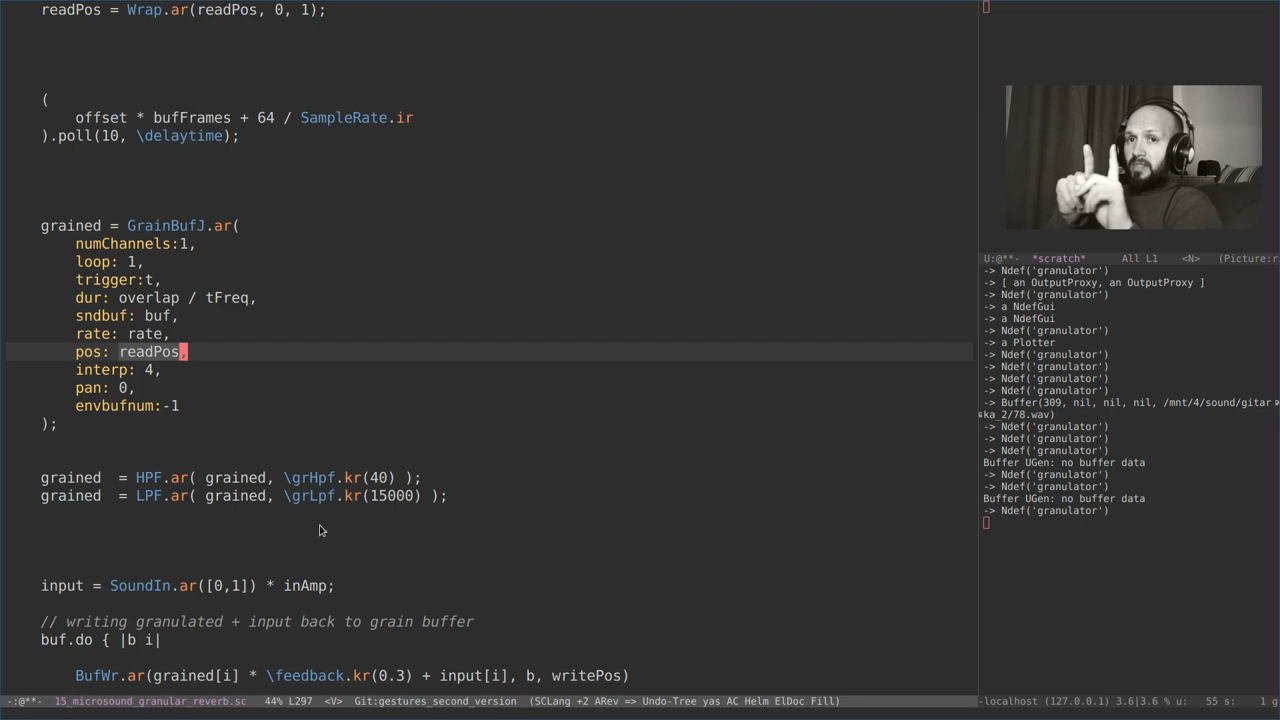 readPos = Wrap.ar(readPos, 0, 1);
(
offset * bufFrames + 64 / SampleRate.ir
).poll(10, \delaytime);
grained = GrainBufJ.ar(
numChannels:1,
loop: 1,
trigger:t,
dur: overlap / tFreq,
sndbuf: buf,
rate: rate,
pos: readPos,
interp: 4,
pan: 0,
envbufnum:-1
);
grained  = HPF.ar( grained, \grHpf.kr(40) );
grained  = LPF.ar( grained, \grLpf.kr(15000) );
input = SoundIn.ar([0,1]) * inAmp;
// writing granulated + input back to grain buffer
buf.do { |b i|
BufWr.ar(grained[i] * \feedback.kr(0.3) + input[i], b, writePos)
-:@**-  15_microsound_granular_reverb.sc   44% L297  <V>  Git:gestures_second_version  (SCLang +2 ARev => Undo-Tree yas AC Helm ElDoc Fill)
U:@**-  *scratch*      All L1     <N>   (Picture:r
-> Ndef('granulator')
-> [ an OutputProxy, an OutputProxy ]
-> Ndef('granulator')
-> a NdefGui
-> a NdefGui
-> Ndef('granulator')
-> a Plotter
-> Ndef('granulator')
-> Ndef('granulator')
-> Ndef('granulator')
-> Ndef('granulator')
-> Buffer(309, nil, nil, nil, /mnt/4/sound/gitar
ka_2/78.wav)
-> Ndef('granulator')
-> Ndef('granulator')
-> Ndef('granulator')
Buffer UGen: no buffer data
-> Ndef('granulator')
-> Ndef('granulator')
Buffer UGen: no buffer data
-> Ndef('granulator')
-localhost (127.0.0.1) 3.6|3.6 % u:   55 s:    1 g